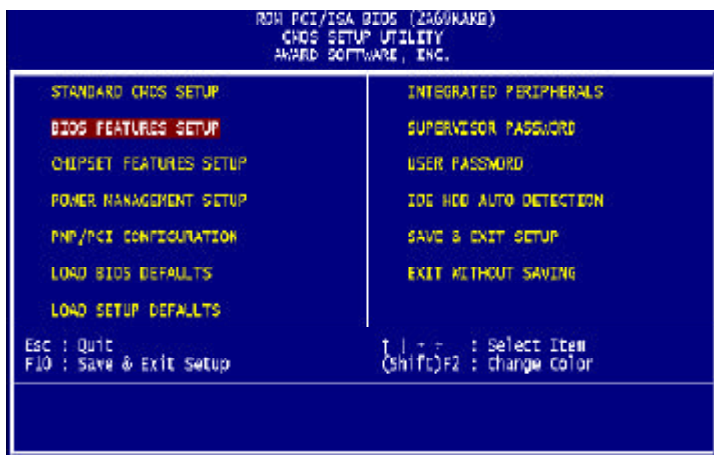 ROM PCI/ISA BIOS (2A69KAKB)
CMOS SETUP UTILITY
AWARD SOFTWARE, INC.
STANDARD CMOS SETUP
BIOS FEATURES SETUP
CHIPSET FEATURES SETUP
POWER MANAGEMENT SETUP
PNP/PCI CONFIGURATION
LOAD BIOS DEFAULTS
LOAD SETUP DEFAULTS
INTEGRATED PERIPHERALS
SUPERVISOR PASSWORD
USER PASSWORD
IDE HDD AUTO DETECTION
SAVE & EXIT SETUP
EXIT WITHOUT SAVING
Esc : Quit
F10 : Save & Exit Setup
: Select Item
(Shift)F2 : Change Color